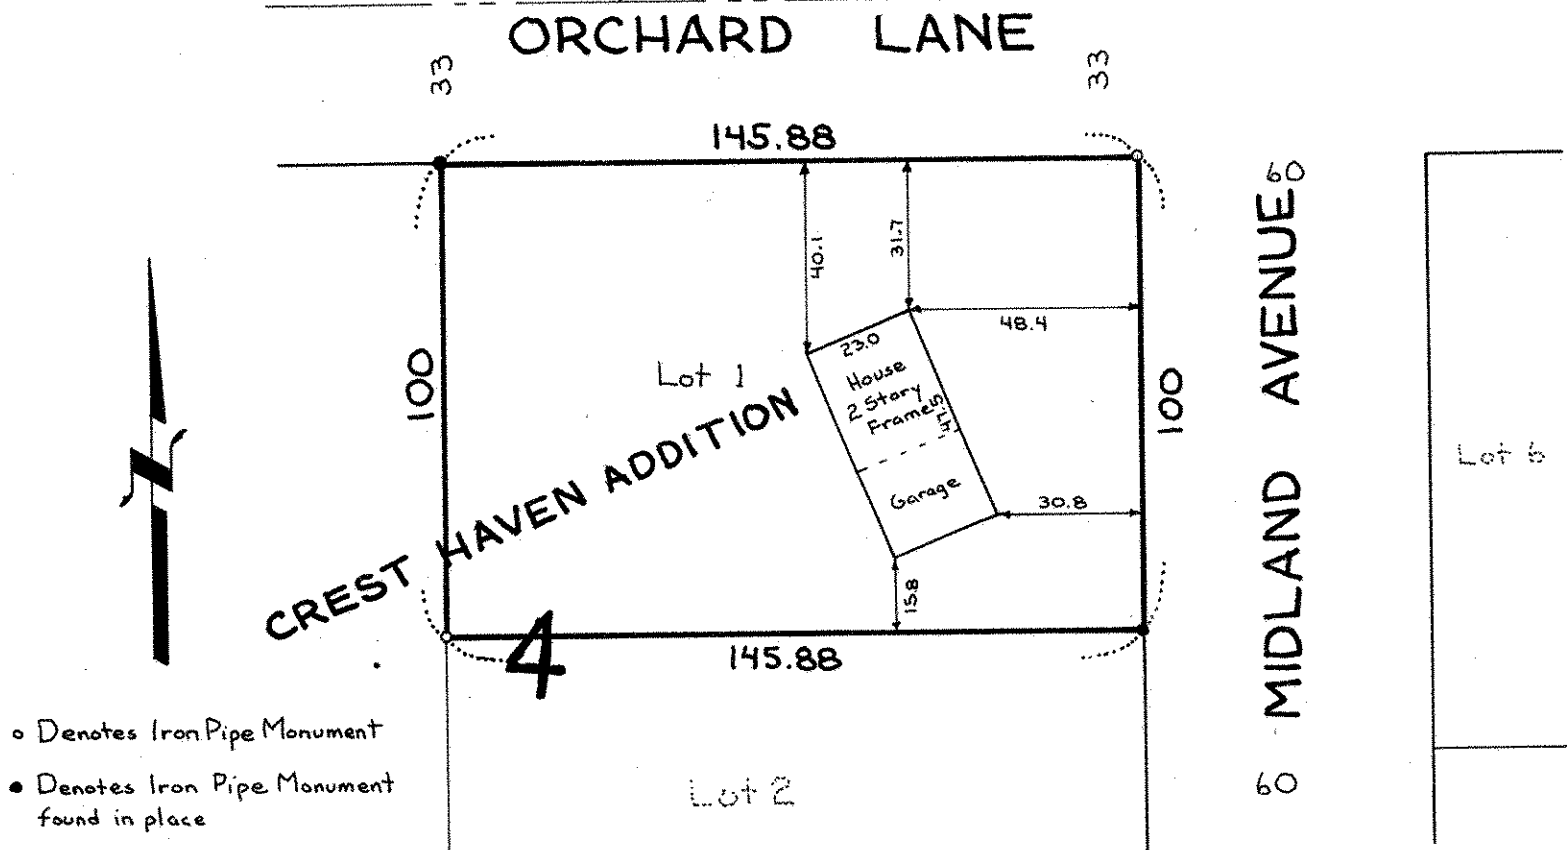 ORCHARD LANE
33
33
145.88
60
40.1
31.7
48.4
23.0
House
2 Story
Frame
Garage
Lot 1
100
100
CREST HAVEN ADDITION
MIDLAND AVENUE
Lot 6
30.8
15.8
4
145.88
Denotes Iron Pipe Monument
Denotes Iron Pipe Monument
found in place
Lot 2
60